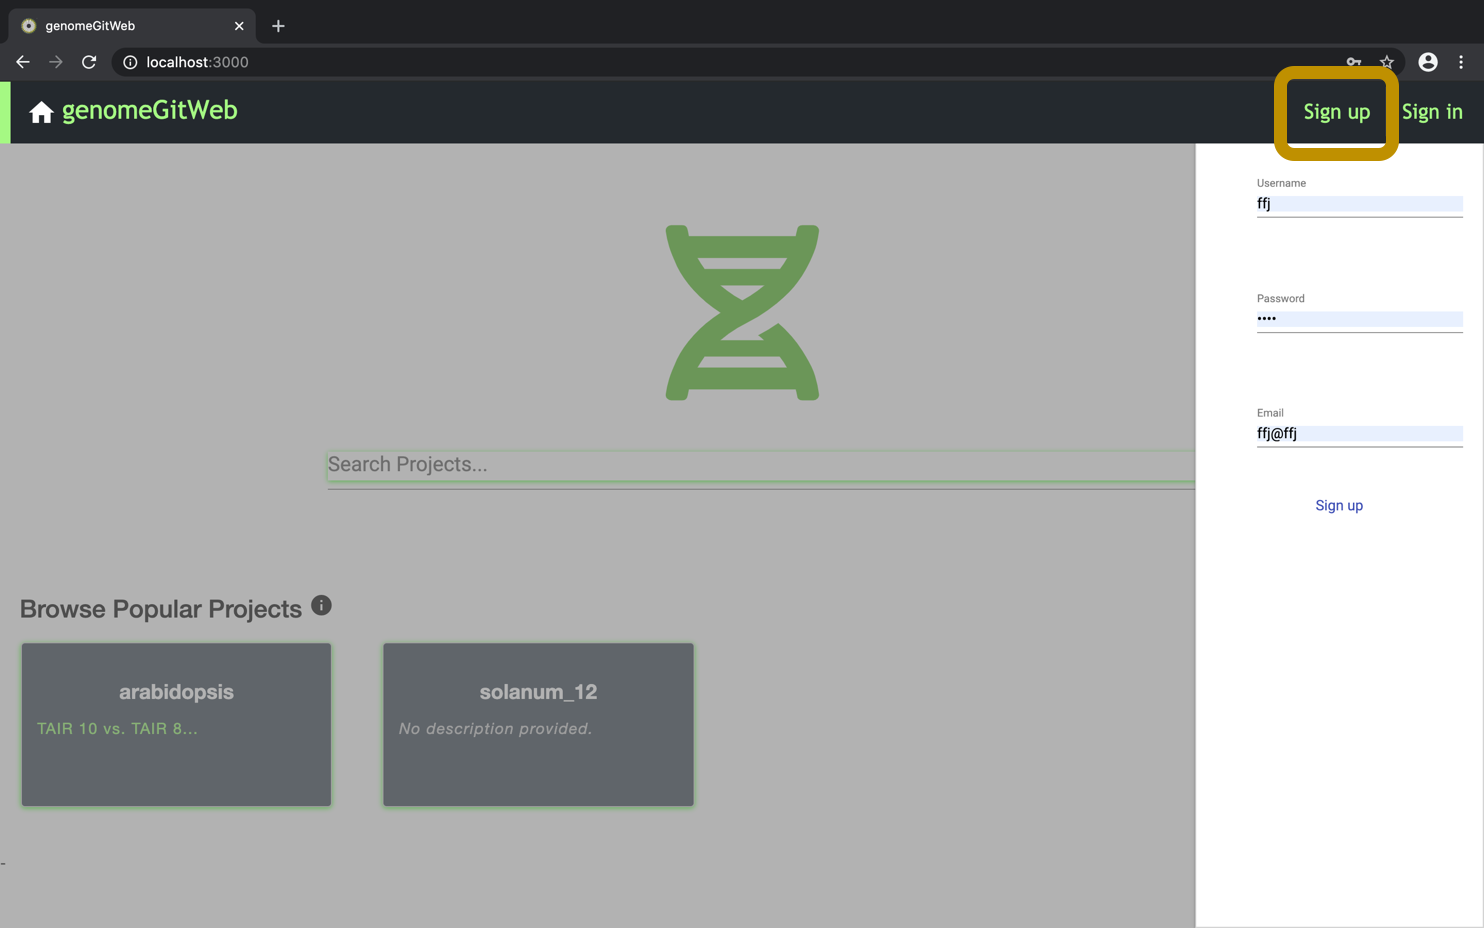 genomeGitWeb
localhost:3000
genomeGitWeb
Sign up
Sign in
Username
ffj
Password
••••
Email
ffj@ffj
Sign up
Search Projects...
Browse Popular Projects
arabidopsis
TAIR 10 vs. TAIR 8...
solanum_12
No description provided.
-